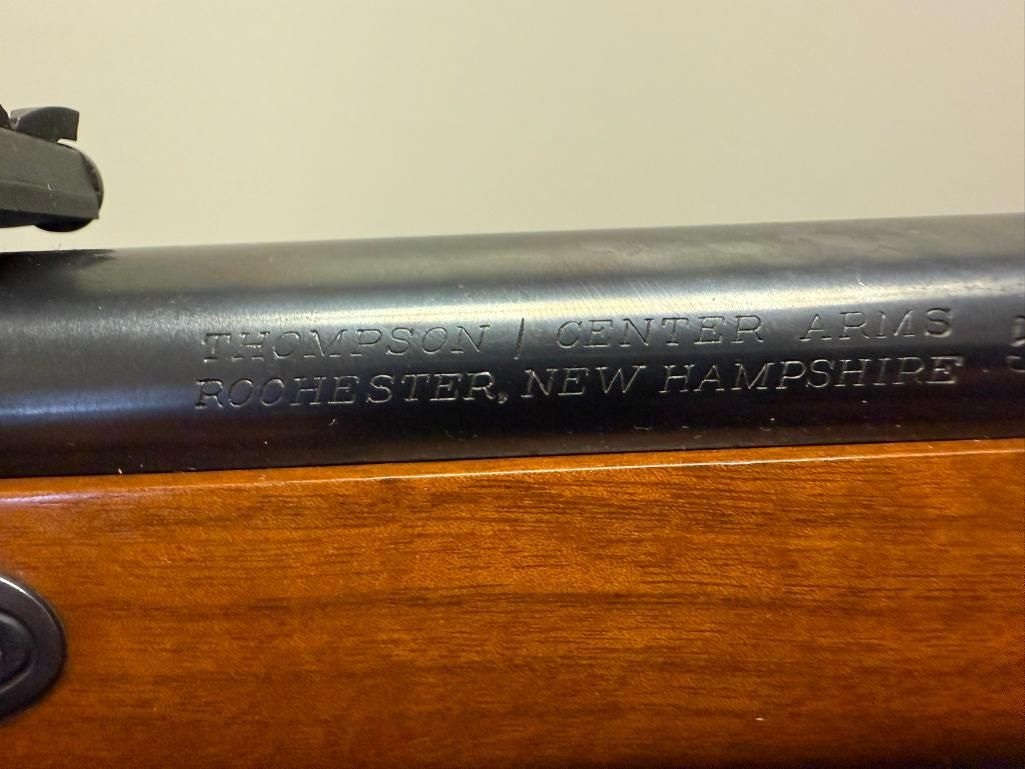 THOMPSON / CENTER ARMS
ROCHESTER, NEW HAMPSHIRE